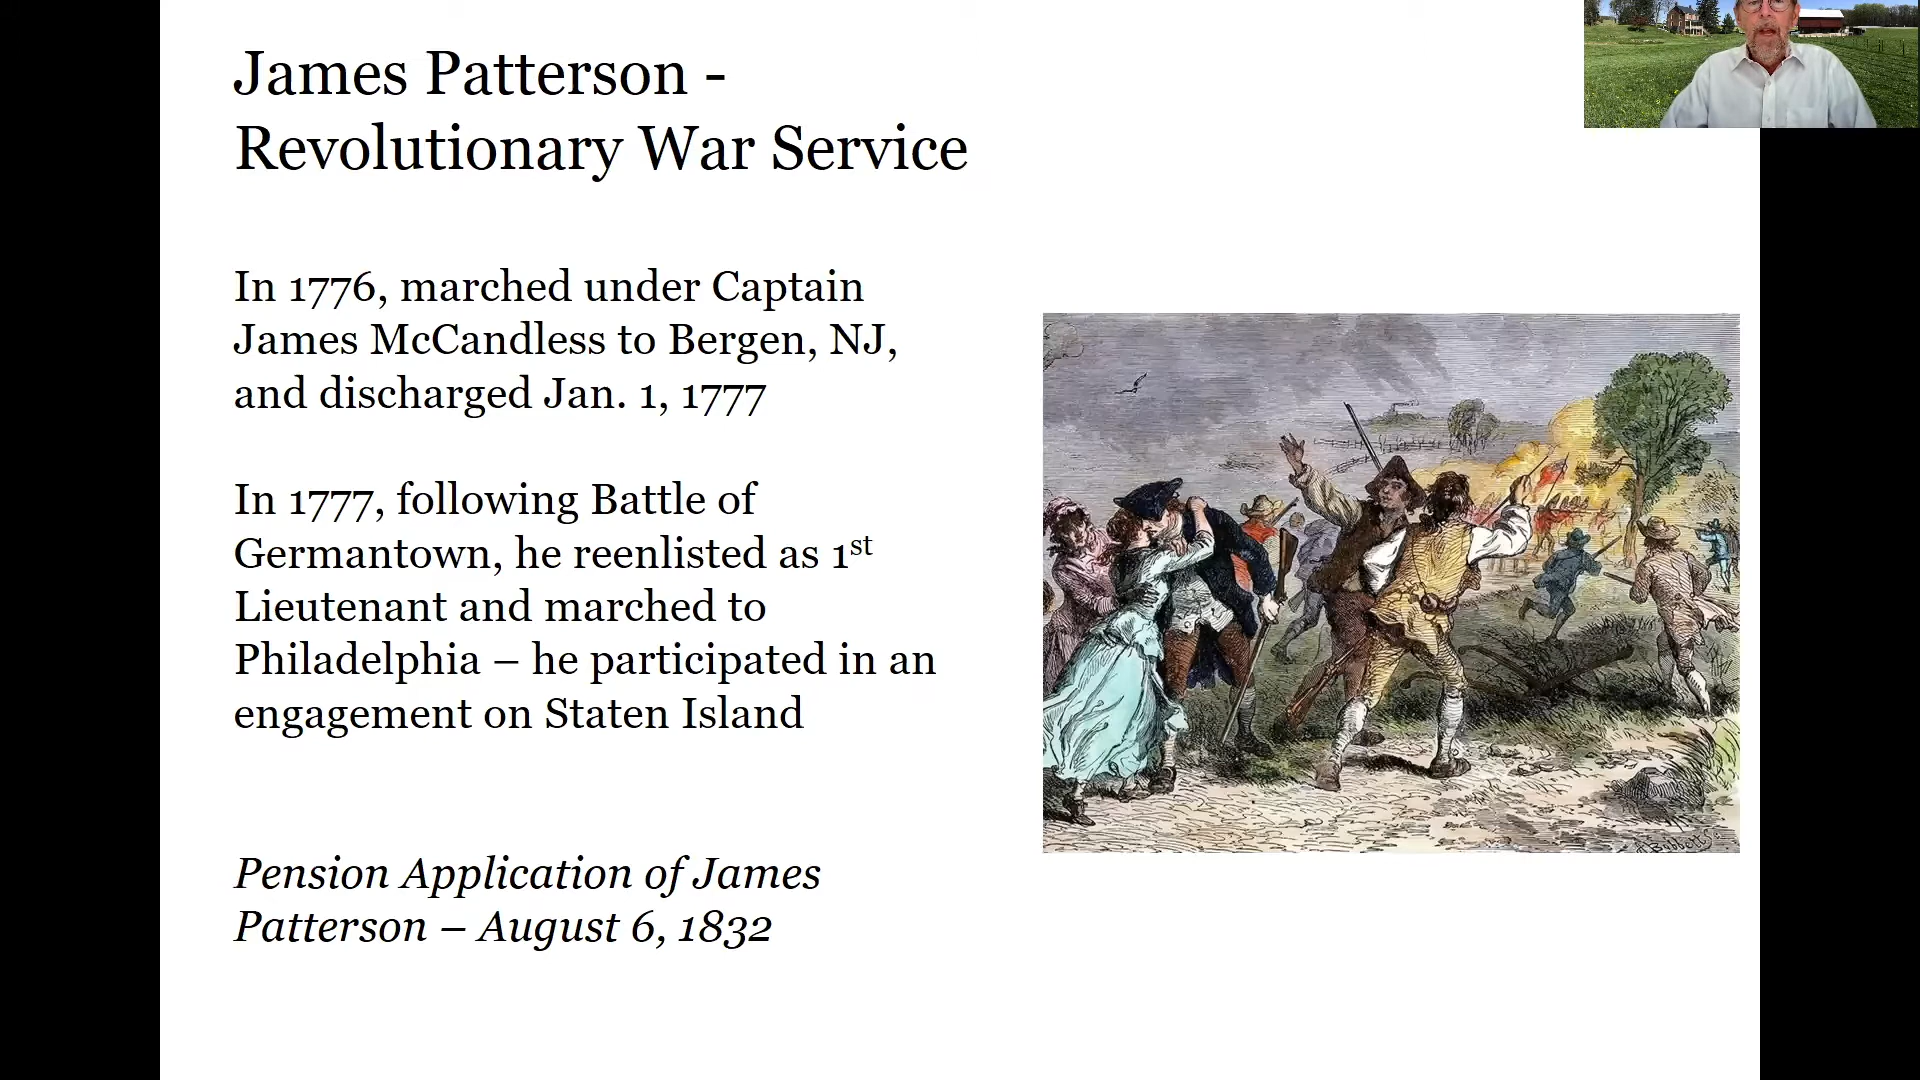 James Patterson -
Revolutionary War Service
In 1776, marched under Captain
James McCandless to Bergen, NJ,
and discharged Jan. 1, 1777
In 1777, following Battle of
Germantown, he reenlisted as 1st
Lieutenant and marched to
Philadelphia – he participated in an
engagement on Staten Island
Pension Application of James
Patterson – August 6, 1832